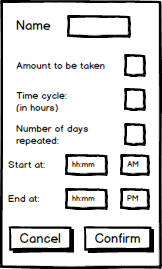 Name
Amount to be taken
Time cycle:
(in hours)
Number of days
repeated:
Start at: hh:mm AM
End at: hh:mm PM
Cancel Confirm